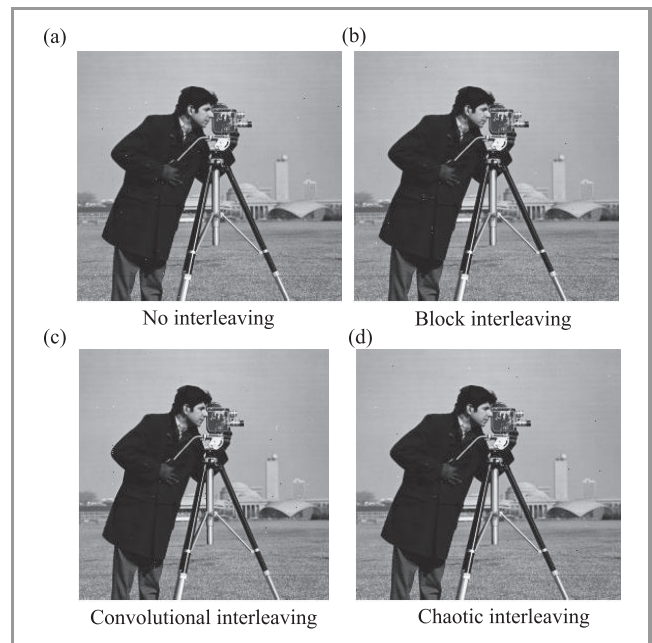 (a)
(b)
No interleaving
Block interleaving
(c)
(d)
Convolutional interleaving
Chaotic interleaving